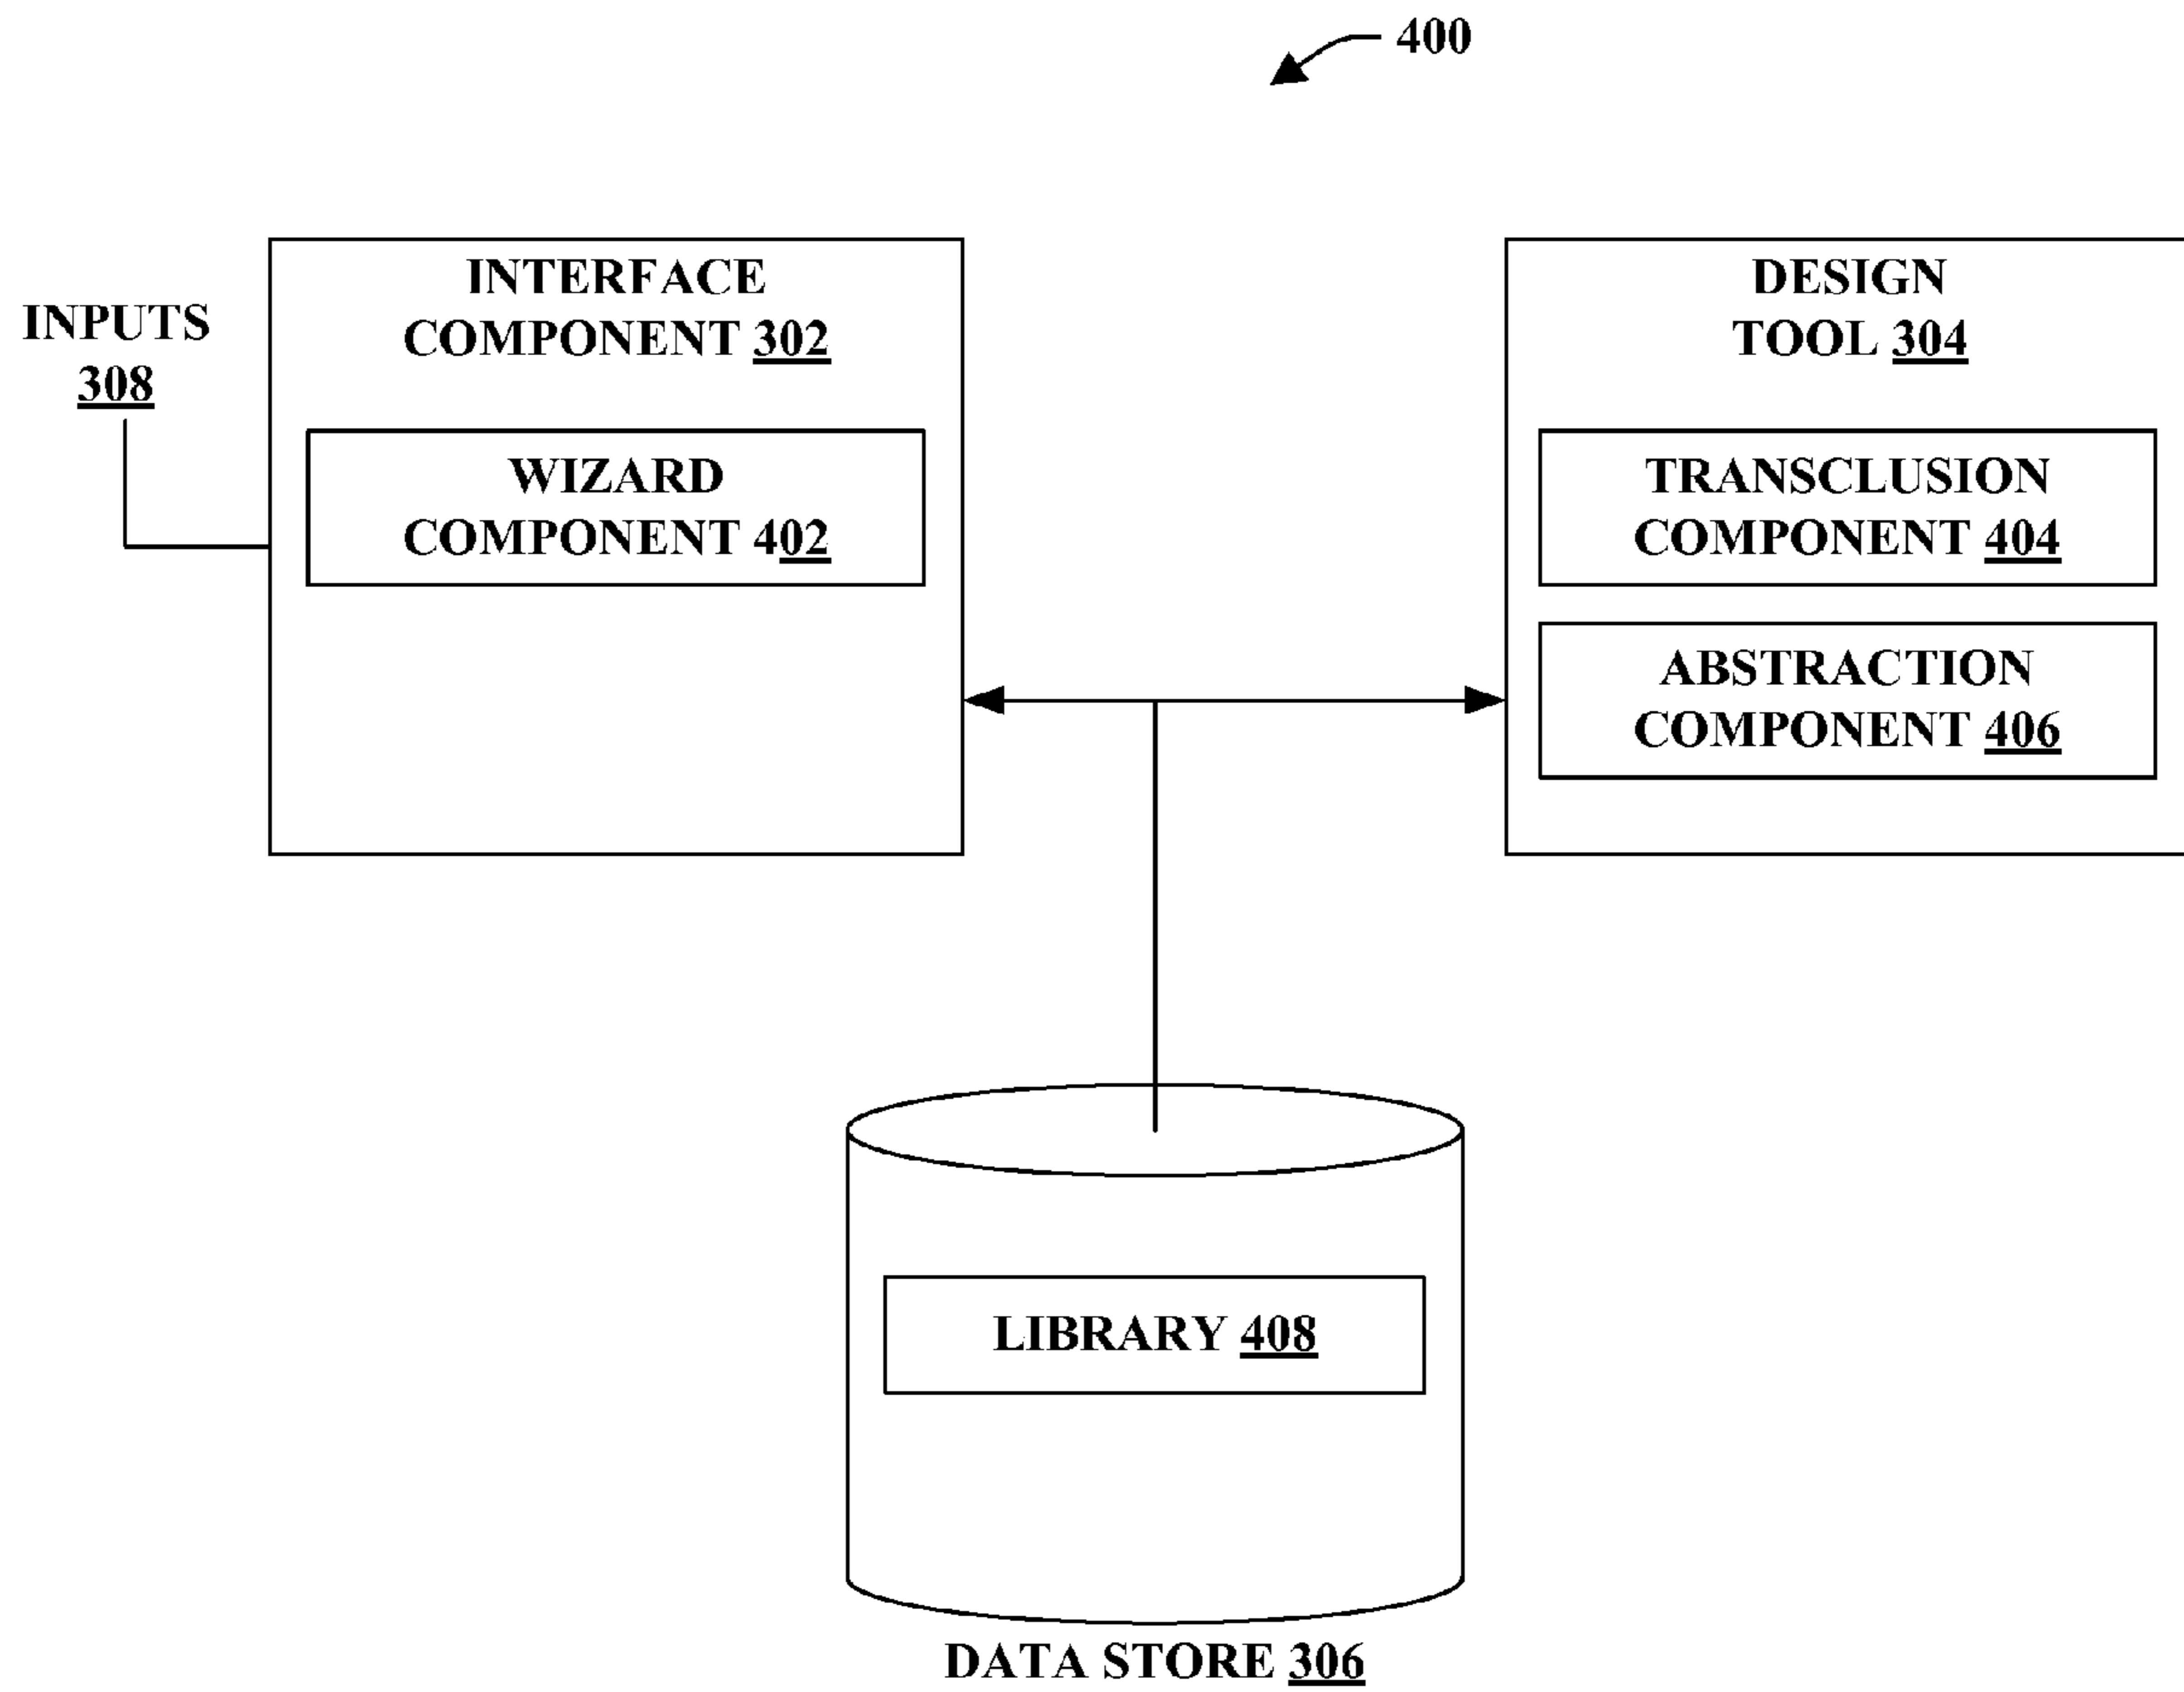 400
INPUTS
308
INTERFACE
COMPONENT 302
WIZARD
COMPONENT 402
DESIGN
TOOL 304
TRANSCLUSION
COMPONENT 404
ABSTRACTION
COMPONENT 406
LIBRARY 408
DATA STORE 306